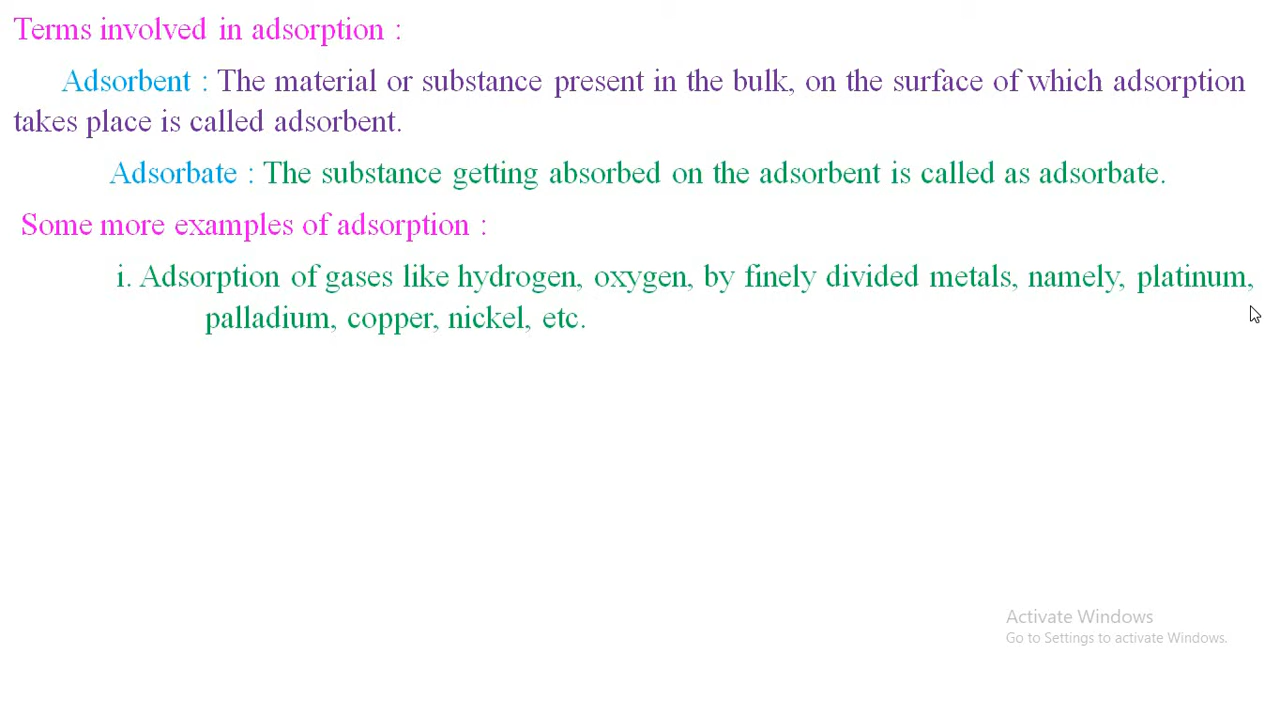 Terms involved in adsorption :
Adsorbent : The material or substance present in the bulk, on the surface of which adsorption
takes place is called adsorbent.
Adsorbate : The substance getting absorbed on the adsorbent is called as adsorbate.
Some more examples of adsorption :
i. Adsorption of gases like hydrogen, oxygen, by finely divided metals, namely, platinum,
palladium, copper, nickel, etc.
Activate Windows
Go to Settings to activate Windows.